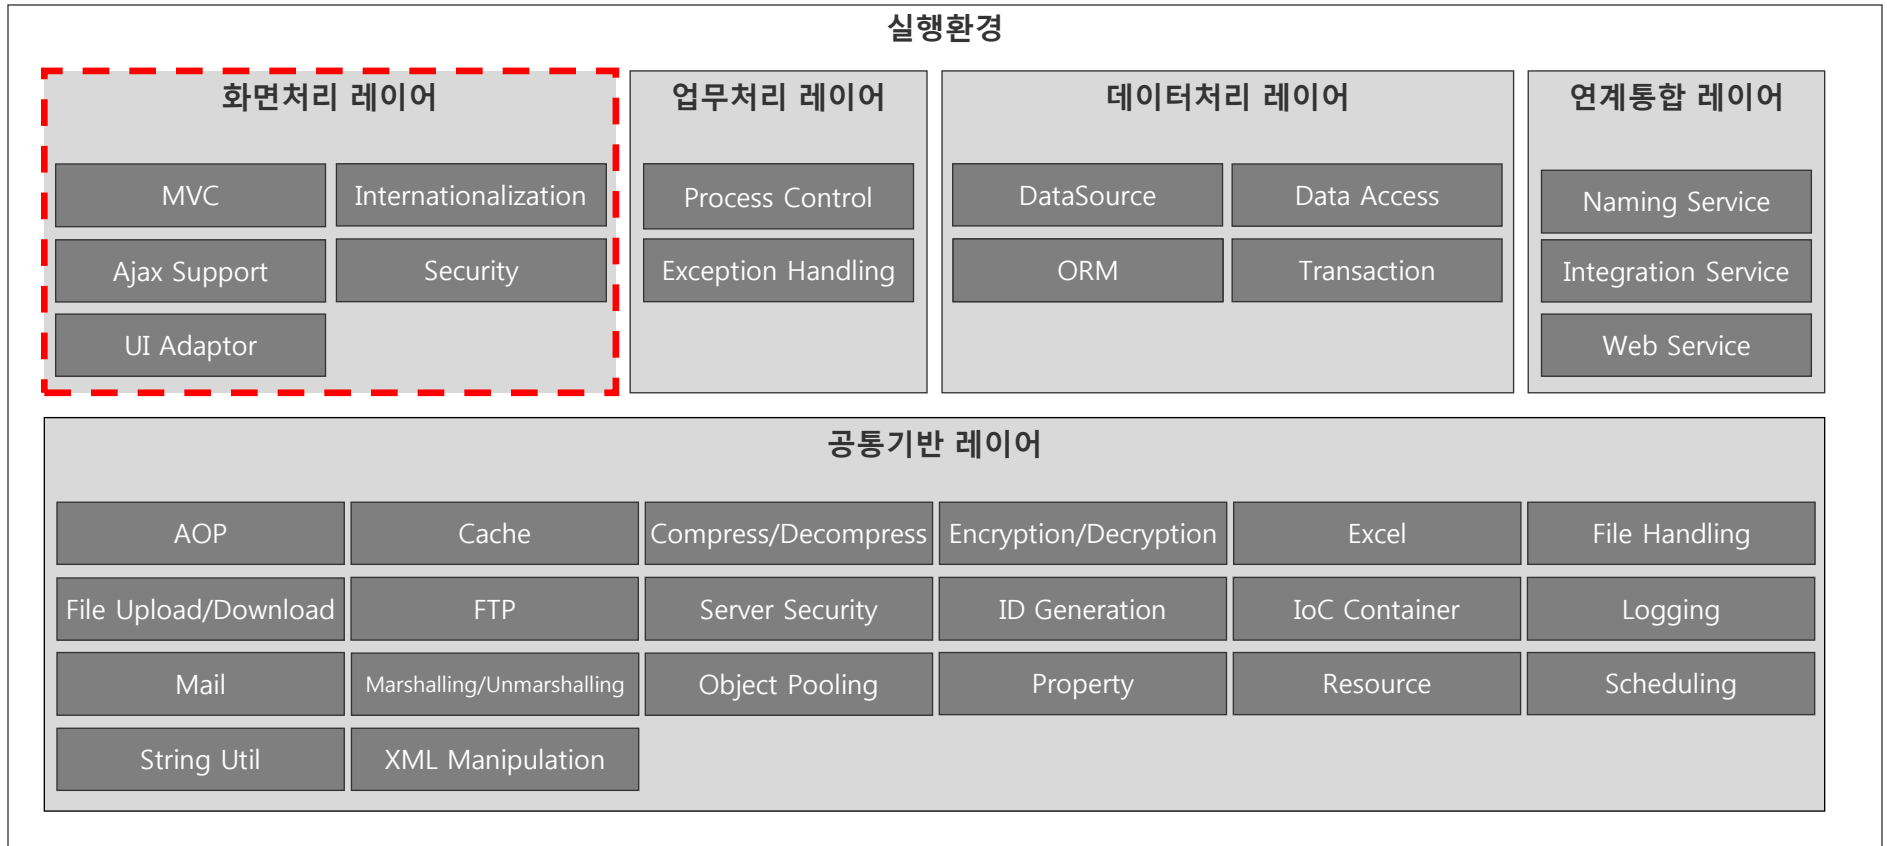 실행환경
화면처리 레이어
MVC
Internationalization
Ajax Support
Security
UI Adaptor
업무처리 레이어
Process Control
Exception Handling
데이터처리 레이어
DataSource
Data Access
ORM
Transaction
연계통합 레이어
Naming Service
Integration Service
Web Service
공통기반 레이어
AOP
Cache
Compress/Decompress
Encryption/Decryption
Excel
File Handling
File Upload/Download
FTP
Server Security
ID Generation
IoC Container
Logging
Mail
Marshalling/Unmarshalling
Object Pooling
Property
Resource
Scheduling
String Util
XML Manipulation